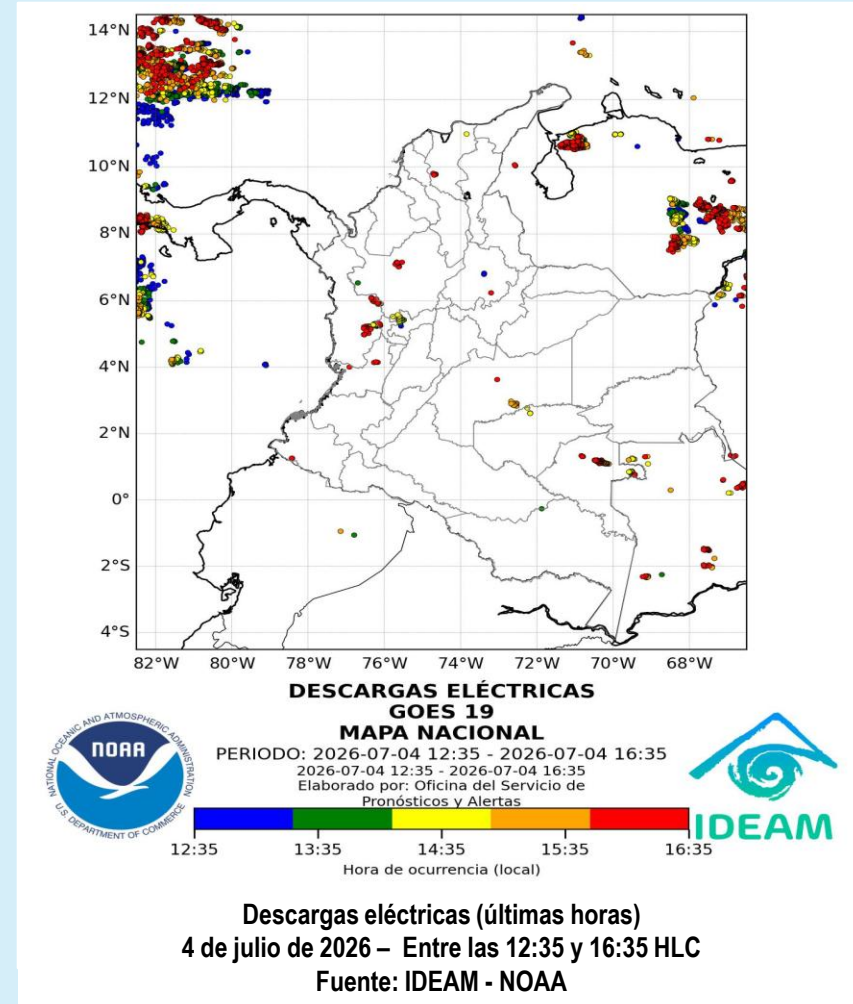 14°N
12°N
10°N
8°N
6°N
4°N
2°N
0°
2°S
4°S
82°W 80°W 78°W 76°W 74°W 72°W 70°W 68°W
DESCARGAS ELÉCTRICAS
GOES 19
MAPA NACIONAL
PERIODO: 2026-07-04 12:35 - 2026-07-04 16:35
2026-07-04 12:35 - 2026-07-04 16:35
Elaborado por: Oficina del Servicio de
Pronósticos y Alertas
NATIONAL OCEANIC AND ATMOSPHERIC ADMINISTRATION
NOAA
U.S. DEPARTMENT OF COMMERCE
IDEAM
12:35 13:35 14:35 15:35 16:35
Hora de ocurrencia (local)
Descargas eléctricas (últimas horas)
4 de julio de 2026 – Entre las 12:35 y 16:35 HLC
Fuente: IDEAM - NOAA